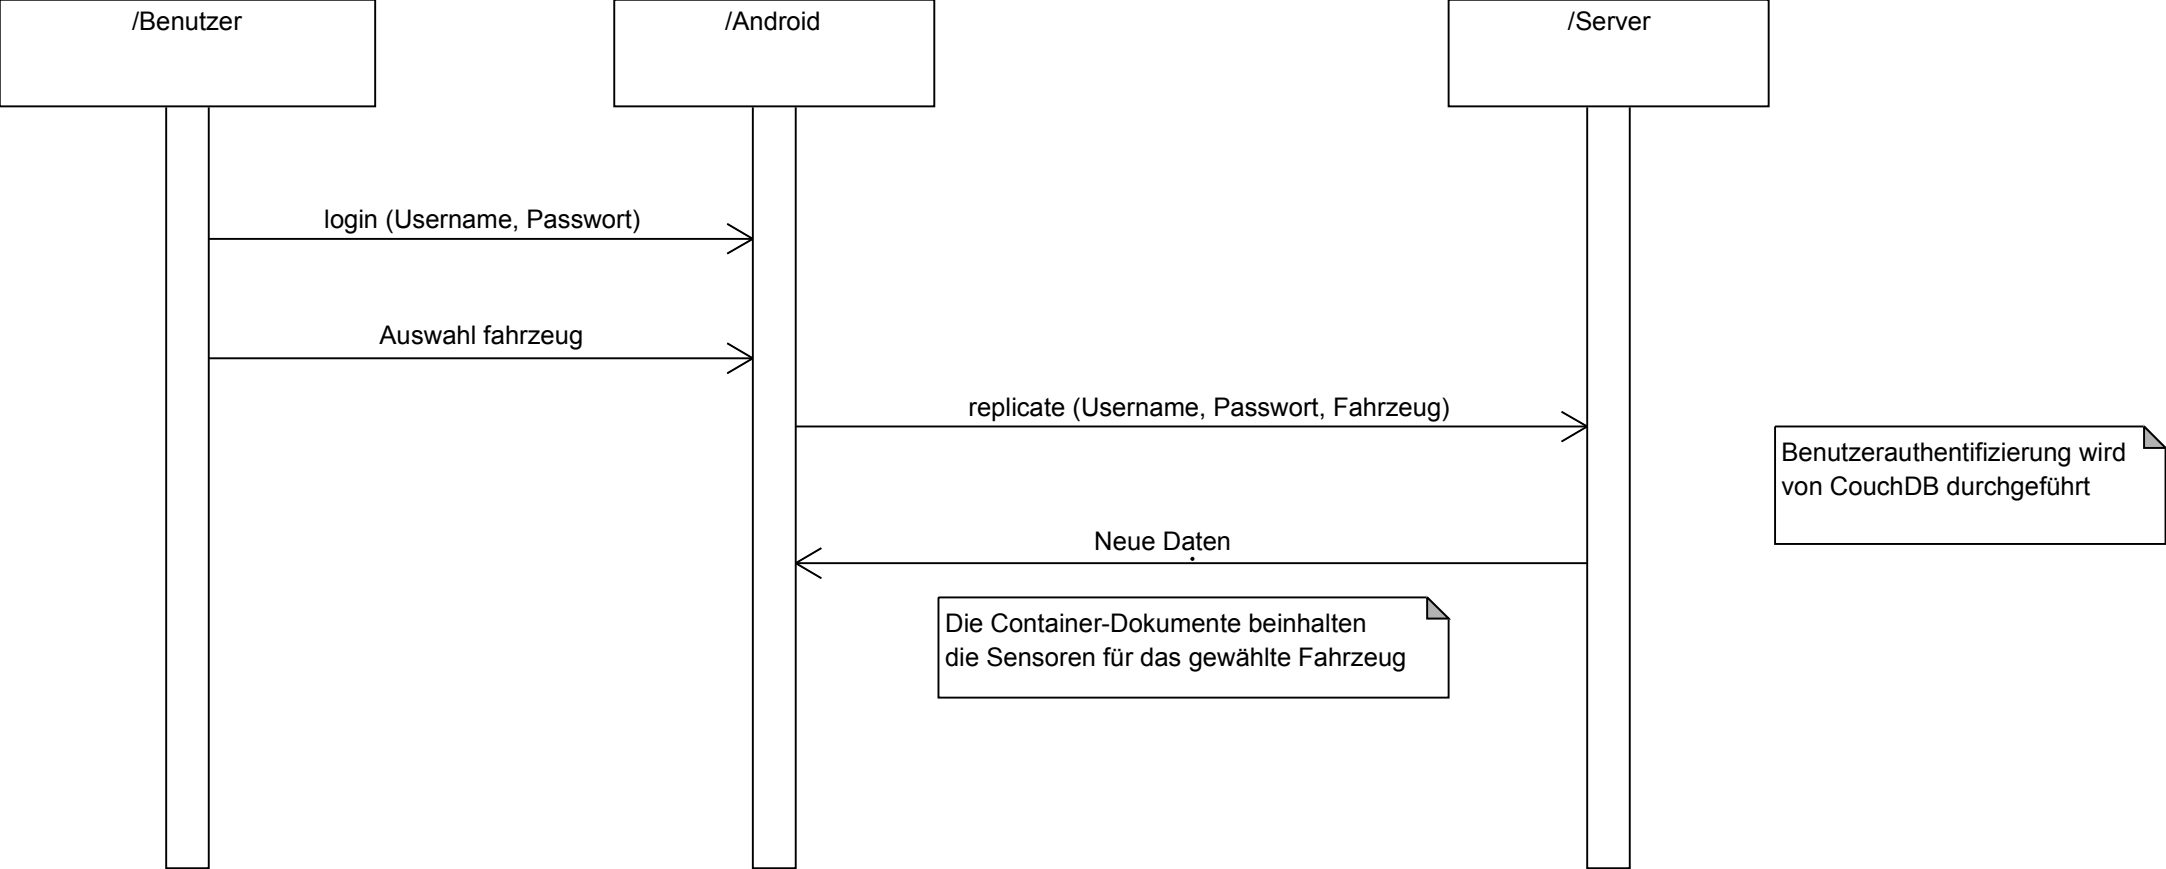 /Benutzer
/Android
/Server
login (Username, Passwort)
Auswahl fahrzeug
replicate (Username, Passwort, Fahrzeug)
Benutzerauthentifizierung wird
von CouchDB durchgeführt
Neue Daten
Die Container-Dokumente beinhalten
die Sensoren für das gewählte Fahrzeug